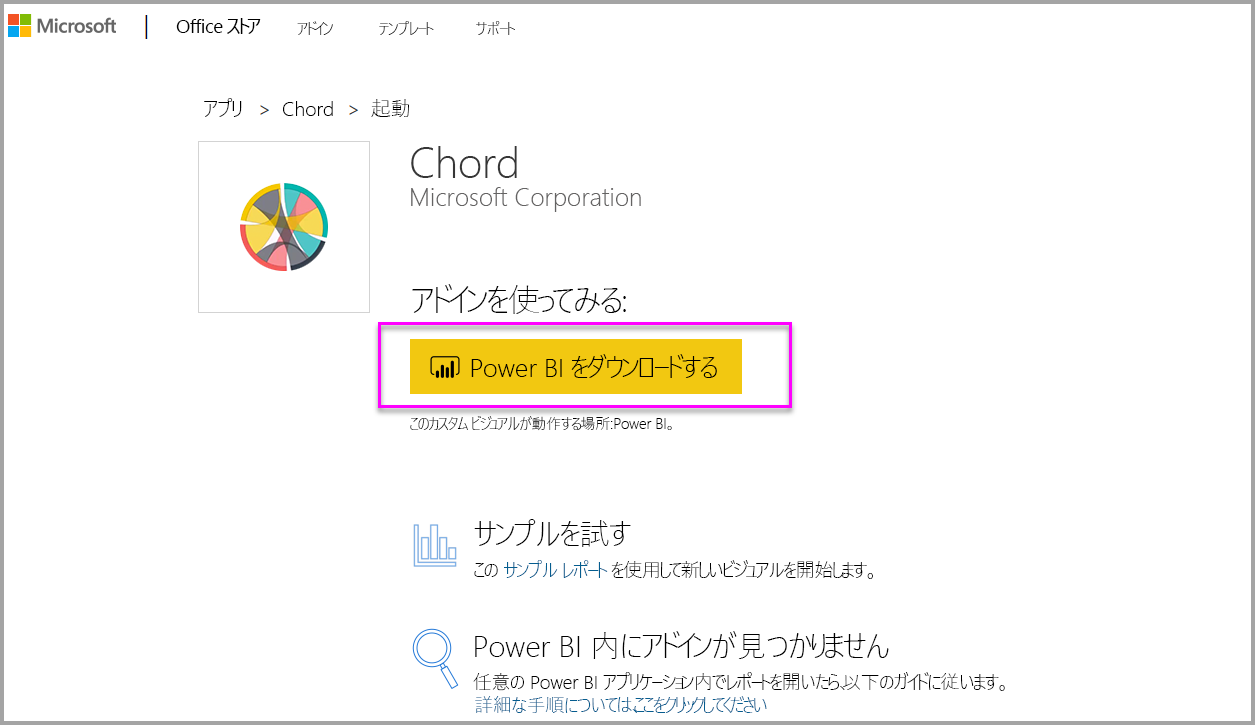 Microsoft | Office ストア アドイン テンプレート サポート
アプリ > Chord > 起動
Chord
Microsoft Corporation
アドインを使ってみる:
Power BI をダウンロードする
このカスタム ビジュアルが動作する場所:Power BI。
サンプルを試す
この サンプル レポート を使用して新しいビジュアルを開始します。
Power BI 内にアドインが見つかりません
任意の Power BI アプリケーション内でレポートを開いたら、以下のガイドに従います。
詳細な手順については、ここをクリックしてください